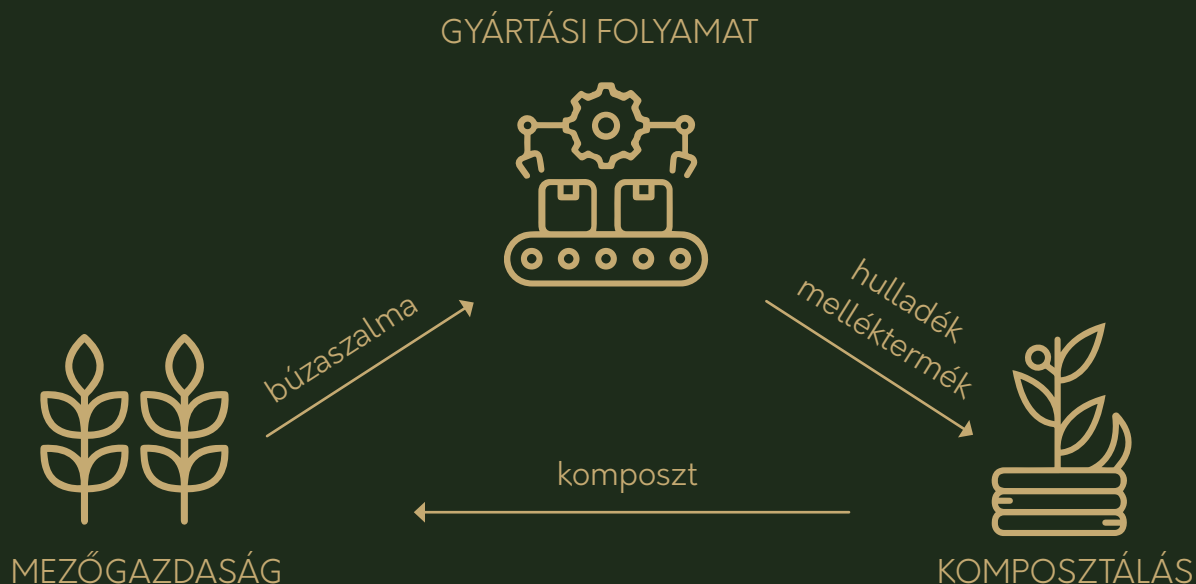 GYÁRTÁSI FOLYAMAT
búzaszalma
hulladék
melléktermék
komposzt
MEZŐGAZDASÁG
KOMPOSZTÁLÁS